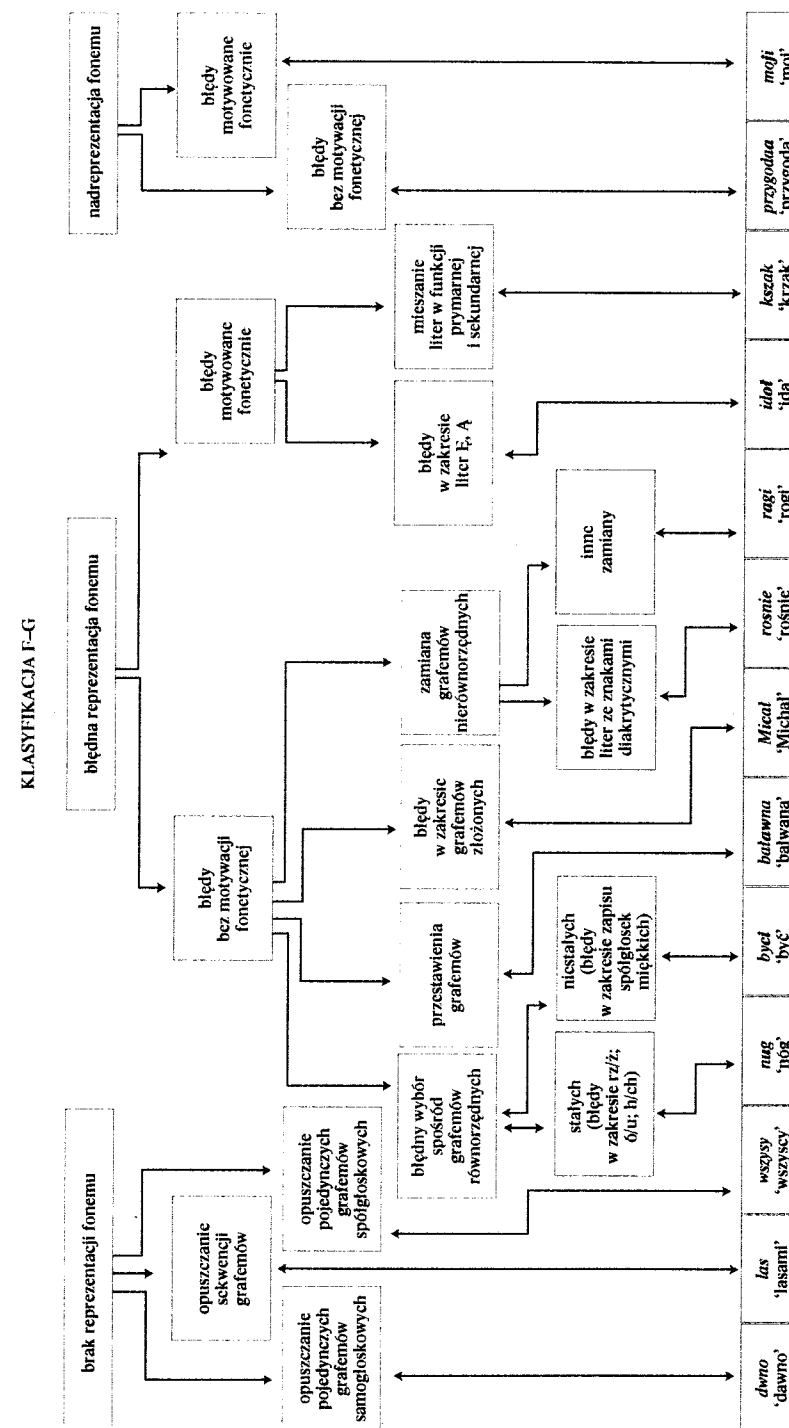 KLASYFIKACJA F–G
brak reprezentacji fonemu
błędna reprezentacja fonemu
nadreprezentacja fonemu
opuszczanie
sekwencji
grafemów
błędy
bez motywacji
fonetycznej
błędy
motywowane
fonetycznie
błędy
motywowane
fonetycznie
opuszczanie
pojedynczych
grafemów
samogłoskowych
opuszczanie
pojedynczych
grafemów
spółgłoskowych
błędy
bez motywacji
fonetycznej
błędny wybór
spośród
grafemów
równorzędnych
przestawienia
grafemów
błędy
w zakresie
grafemów
złożonych
zamiana
grafemów
nierównorzędnych
błędy
w zakresie
liter Ę, Ą
mieszanie
liter w funkcji
prymarnej
i sekundarnej
stałych
(błędy
w zakresie rz/ż;
ó/u; h/ch)
niestałych
(błędy
w zakresie zapisu
spółgłosek
miękkich)
błędy w zakresie
liter ze znakami
diakrytycznymi
inne
zamiany
dwno
'dawno'
las
'lasami'
wszysy
'wszyscy'
nug
'nóg'
byci
'być'
baławna
'bałwana'
Micał
'Michał'
rosnie
'rośnie'
ragi
'rogi'
idoł
'idą'
kszak
'krzak'
przygodaa
'przygoda'
moji
'moi'